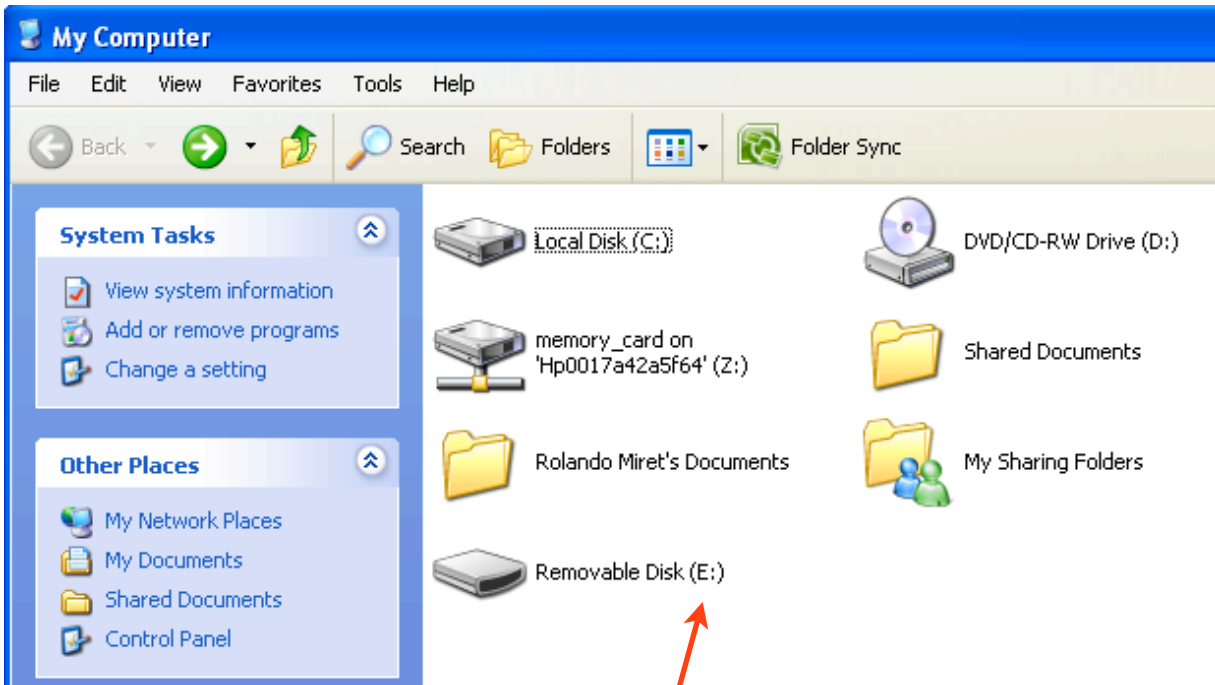 My Computer
File Edit View Favorites Tools Help
Back Search Folders Folder Sync
System Tasks
View system information
Add or remove programs
Change a setting
Other Places
My Network Places
My Documents
Shared Documents
Control Panel
Local Disk (C:)
DVD/CD-RW Drive (D:)
memory_card on
'Hp0017a42a5f64' (Z:)
Shared Documents
Rolando Miret's Documents
My Sharing Folders
Removable Disk (E:)